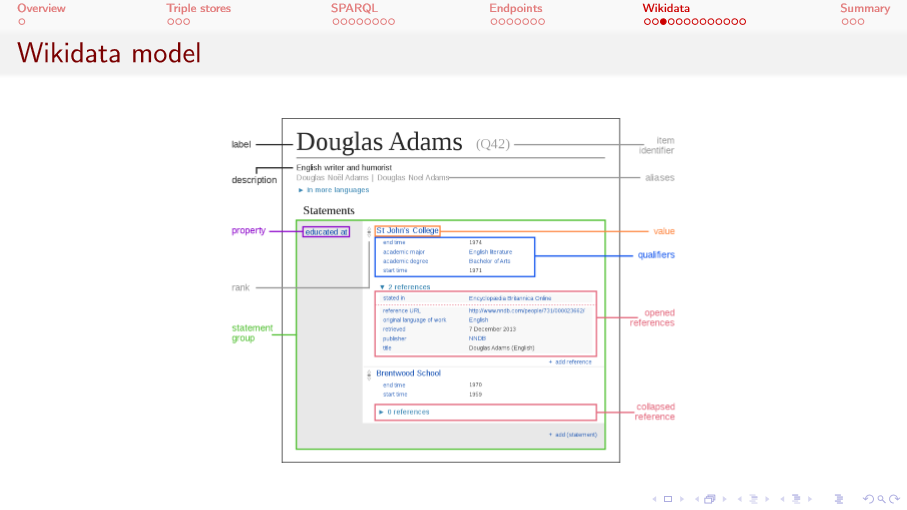 Overview Triple stores SPARQL Endpoints Wikidata Summary
Wikidata model
label Douglas Adams (Q42) item identifier
English writer and humorist
description Douglas Noël Adams | Douglas Noel Adams aliases
► in more languages
Statements
property educated at St John's College value
end time 1974
academic major English literature qualifiers
academic degree Bachelor of Arts
start time 1971
rank ▼ 2 references
stated in Encyclopædia Britannica Online
reference URL http://www.nndb.com/people/731/000023662/
opened references
original language of work English
statement group retrieved 7 December 2013
publisher NNDB
title Douglas Adams (English)
+ add reference
Brentwood School
end time 1970
start time 1959
► 0 references collapsed reference
+ add (statement)